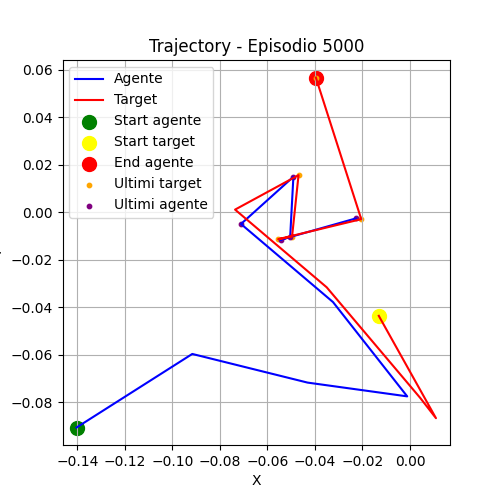 Trajectory - Episodio 5000
Agente
Target
Start agente
Start target
End agente
Ultimi target
Ultimi agente
0.06
0.04
0.02
0.00
−0.02
−0.04
−0.06
−0.08
−0.14 −0.12 −0.10 −0.08 −0.06 −0.04 −0.02 0.00
X